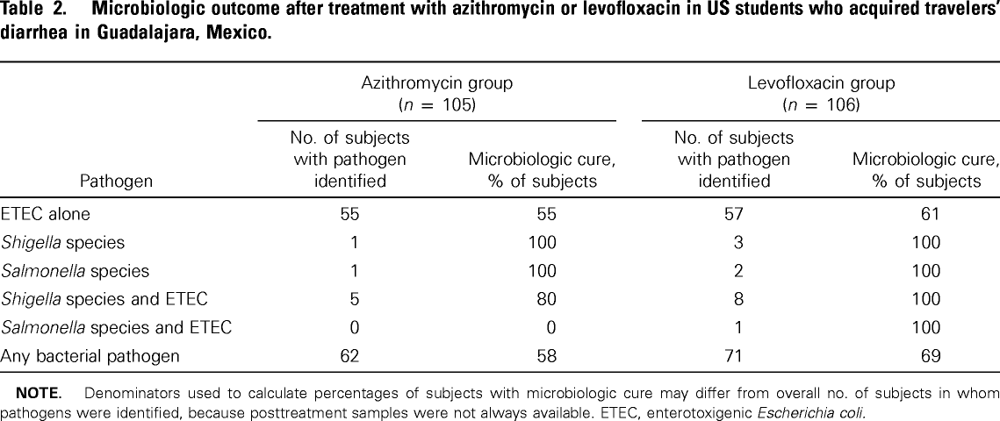 Table 2. Microbiologic outcome after treatment with azithromycin or levofloxacin in US students who acquired travelers'
diarrhea in Guadalajara, Mexico.
Azithromycin group Levofloxacin group
(n = 105) (n = 106)
No. of subjects No. of subjects
with pathogen Microbiologic cure, with pathogen Microbiologic cure,
Pathogen identified % of subjects identified % of subjects
ETEC alone 55 55 57 61
Shigella species 1 100 3 100
Salmonella species 1 100 2 100
Shigella species and ETEC 5 80 8 100
Salmonella species and ETEC 0 0 1 100
Any bacterial pathogen 62 58 71 69
NOTE. Denominators used to calculate percentages of subjects with microbiologic cure may differ from overall no. of subjects in whom
pathogens were identified, because posttreatment samples were not always available. ETEC, enterotoxigenic Escherichia coli.